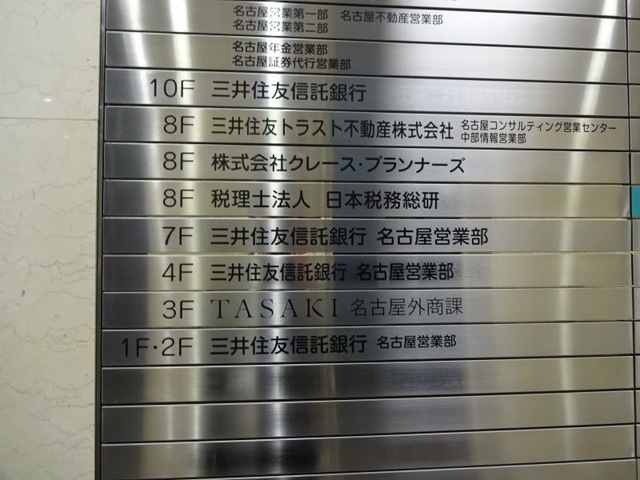 名古屋営業第一部 名古屋不動産営業部
名古屋営業第二部
名古屋年金営業部
名古屋証券代行営業部
10F 三井住友信託銀行
8F 三井住友トラスト不動産株式会社 名古屋コンサルティング営業センター
中部情報営業部
8F 株式会社クレース・プランナーズ
8F 税理士法人 日本税務総研
7F 三井住友信託銀行 名古屋営業部
4F 三井住友信託銀行 名古屋営業部
3F TASAKI 名古屋外商課
1F・2F 三井住友信託銀行 名古屋営業部